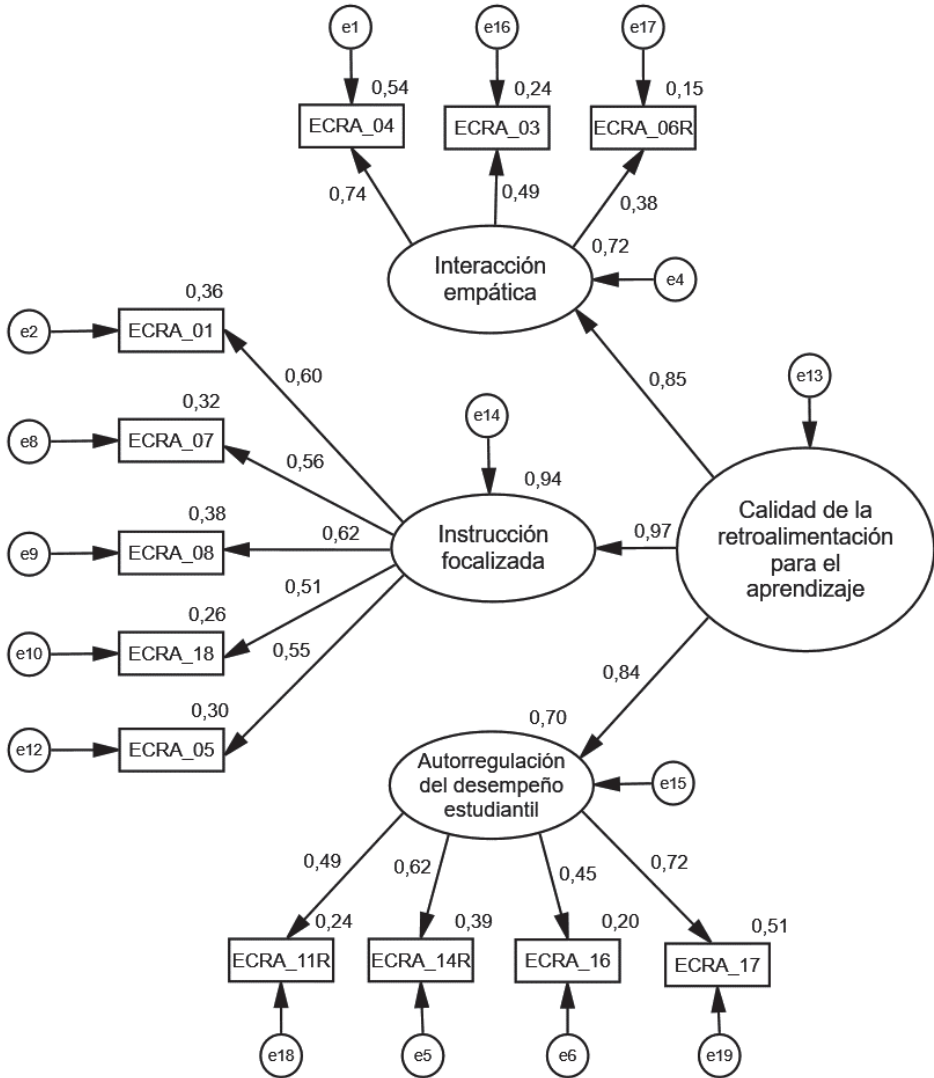 e1
e16
e17
0,54
0,24
0,15
ECRA_04
ECRA_03
ECRA_06R
0,74
0,49
0,38
0,72
Interacción
empática
e4
0,36
e2
ECRA_01
0,60
0,85
e13
0,32
e8
ECRA_07
0,56
e14
0,94
0,38
e9
ECRA_08
0,62
Instrucción
focalizada
0,97
Calidad de la
retroalimentación
para el
aprendizaje
0,51
0,26
e10
ECRA_18
0,55
0,84
0,30
e12
ECRA_05
0,70
Autorregulación
del desempeño
estudiantil
e15
0,49
0,62
0,45
0,72
0,24
0,39
0,20
0,51
ECRA_11R
ECRA_14R
ECRA_16
ECRA_17
e18
e5
e6
e19